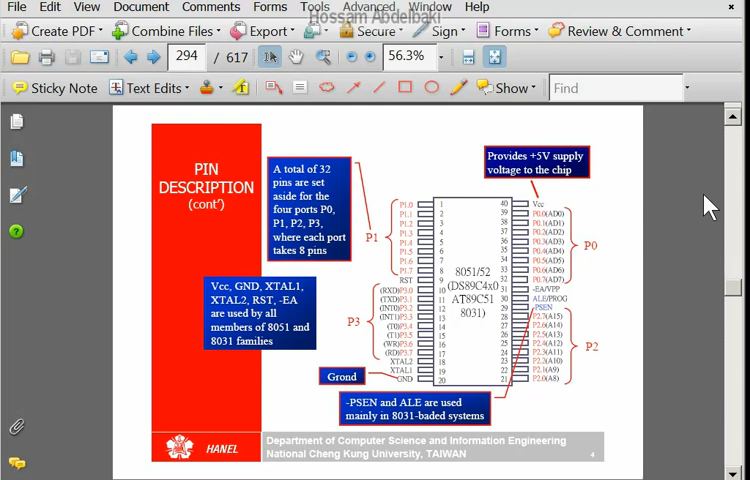 File Edit View Document Comments Forms Tools Advanced Window Help
Hossam Abdelbaki
Create PDF Combine Files Export Secure Sign Forms Review & Comment
294 / 617 56.3%
Sticky Note Text Edits Show Find
PIN
DESCRIPTION
(cont')
A total of 32
pins are set
aside for the
four ports P0,
P1, P2, P3,
where each port
takes 8 pins
Provides +5V supply
voltage to the chip
Vcc, GND, XTAL1,
XTAL2, RST, -EA
are used by all
members of 8051 and
8031 families
P1
P1.0 1
P1.1 2
P1.2 3
P1.3 4
P1.4 5
P1.5 6
P1.6 7
P1.7 8
RST 9
P3
(RXD)P3.0 10
(TXD)P3.1 11
(INT0)P3.2 12
(INT1)P3.3 13
(T0)P3.4 14
(T1)P3.5 15
(WR)P3.6 16
(RD)P3.7 17
XTAL2 18
XTAL1 19
GND 20
8051/52
(DS89C4x0
AT89C51
8031)
40 Vcc
39 P0.0(AD0)
38 P0.1(AD1)
37 P0.2(AD2)
36 P0.3(AD3)
35 P0.4(AD4)
34 P0.5(AD5)
33 P0.6(AD6)
32 P0.7(AD7)
P0
31 -EA/VPP
30 ALE/PROG
29 -PSEN
28 P2.7(A15)
27 P2.6(A14)
26 P2.5(A13)
25 P2.4(A12)
24 P2.3(A11)
23 P2.2(A10)
22 P2.1(A9)
21 P2.0(A8)
P2
Grond
-PSEN and ALE are used
mainly in 8031-baded systems
HANEL
Department of Computer Science and Information Engineering
National Cheng Kung University, TAIWAN
4